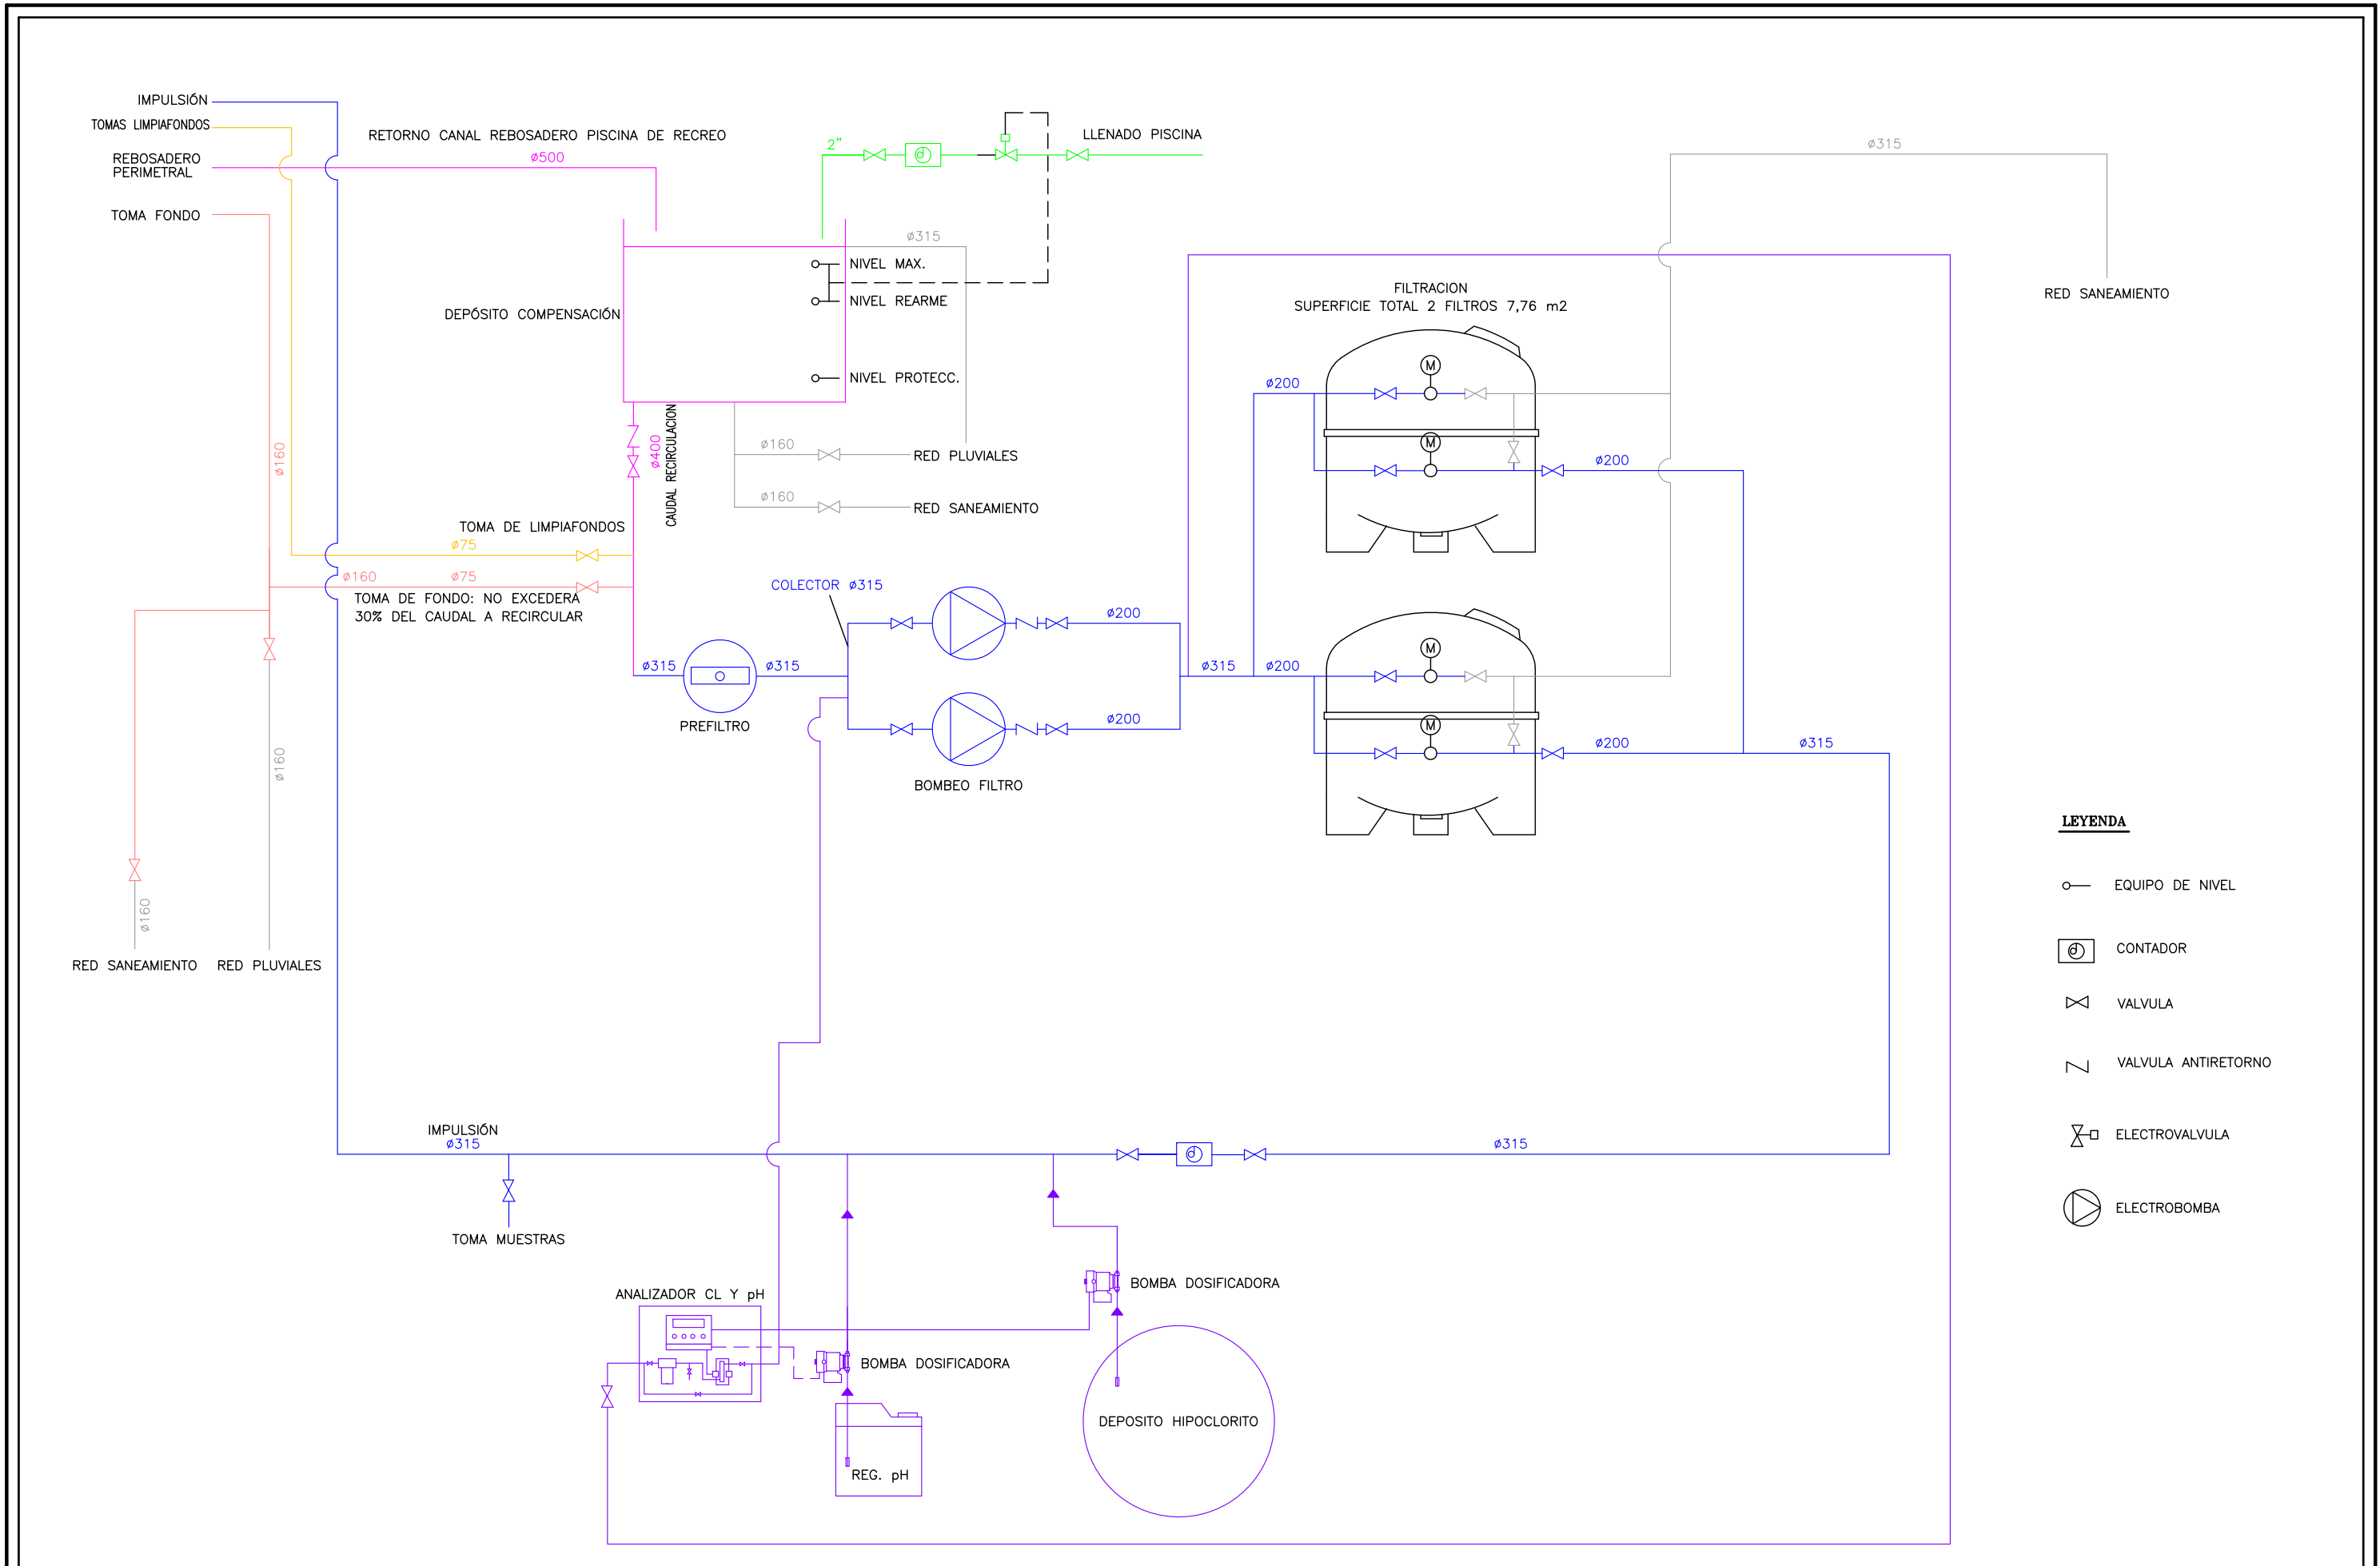 IMPULSIÓN
TOMAS LIMPIAFONDOS
REBOSADERO
PERIMETRAL
TOMA FONDO
RETORNO CANAL REBOSADERO PISCINA DE RECREO
ø500
2"
LLENADO PISCINA
ø315
RED SANEAMIENTO
ø315
NIVEL MAX.
NIVEL REARME
NIVEL PROTECC.
DEPÓSITO COMPENSACIÓN
FILTRACION
SUPERFICIE TOTAL 2 FILTROS 7,76 m2
M
M
ø200
ø200
ø160
ø400
CAUDAL RECIRCULACION
ø160
RED PLUVIALES
ø160
RED SANEAMIENTO
TOMA DE LIMPIAFONDOS
ø75
ø160
ø75
TOMA DE FONDO: NO EXCEDERA
30% DEL CAUDAL A RECIRCULAR
COLECTOR ø315
ø315
ø315
PREFILTRO
ø200
ø200
BOMBEO FILTRO
ø315
ø200
M
M
ø200
ø315
ø160
ø160
RED SANEAMIENTO
RED PLUVIALES
LEYENDA
EQUIPO DE NIVEL
CONTADOR
VALVULA
VALVULA ANTIRETORNO
ELECTROVALVULA
ELECTROBOMBA
IMPULSIÓN
ø315
ø315
TOMA MUESTRAS
ANALIZADOR CL Y pH
BOMBA DOSIFICADORA
BOMBA DOSIFICADORA
DEPOSITO HIPOCLORITO
REG. pH